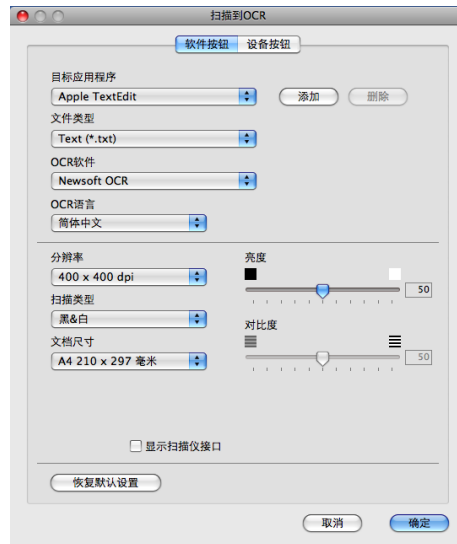 扫描到OCR
软件按钮 设备按钮
目标应用程序
Apple TextEdit 添加 删除
文件类型
Text (*.txt)
OCR软件
Newsoft OCR
OCR语言
简体中文
分辨率 亮度
400 x 400 dpi 50
扫描类型
黑&白 对比度
文档尺寸
A4 210 x 297 毫米 50
显示扫描仪接口
恢复默认设置
取消 确定